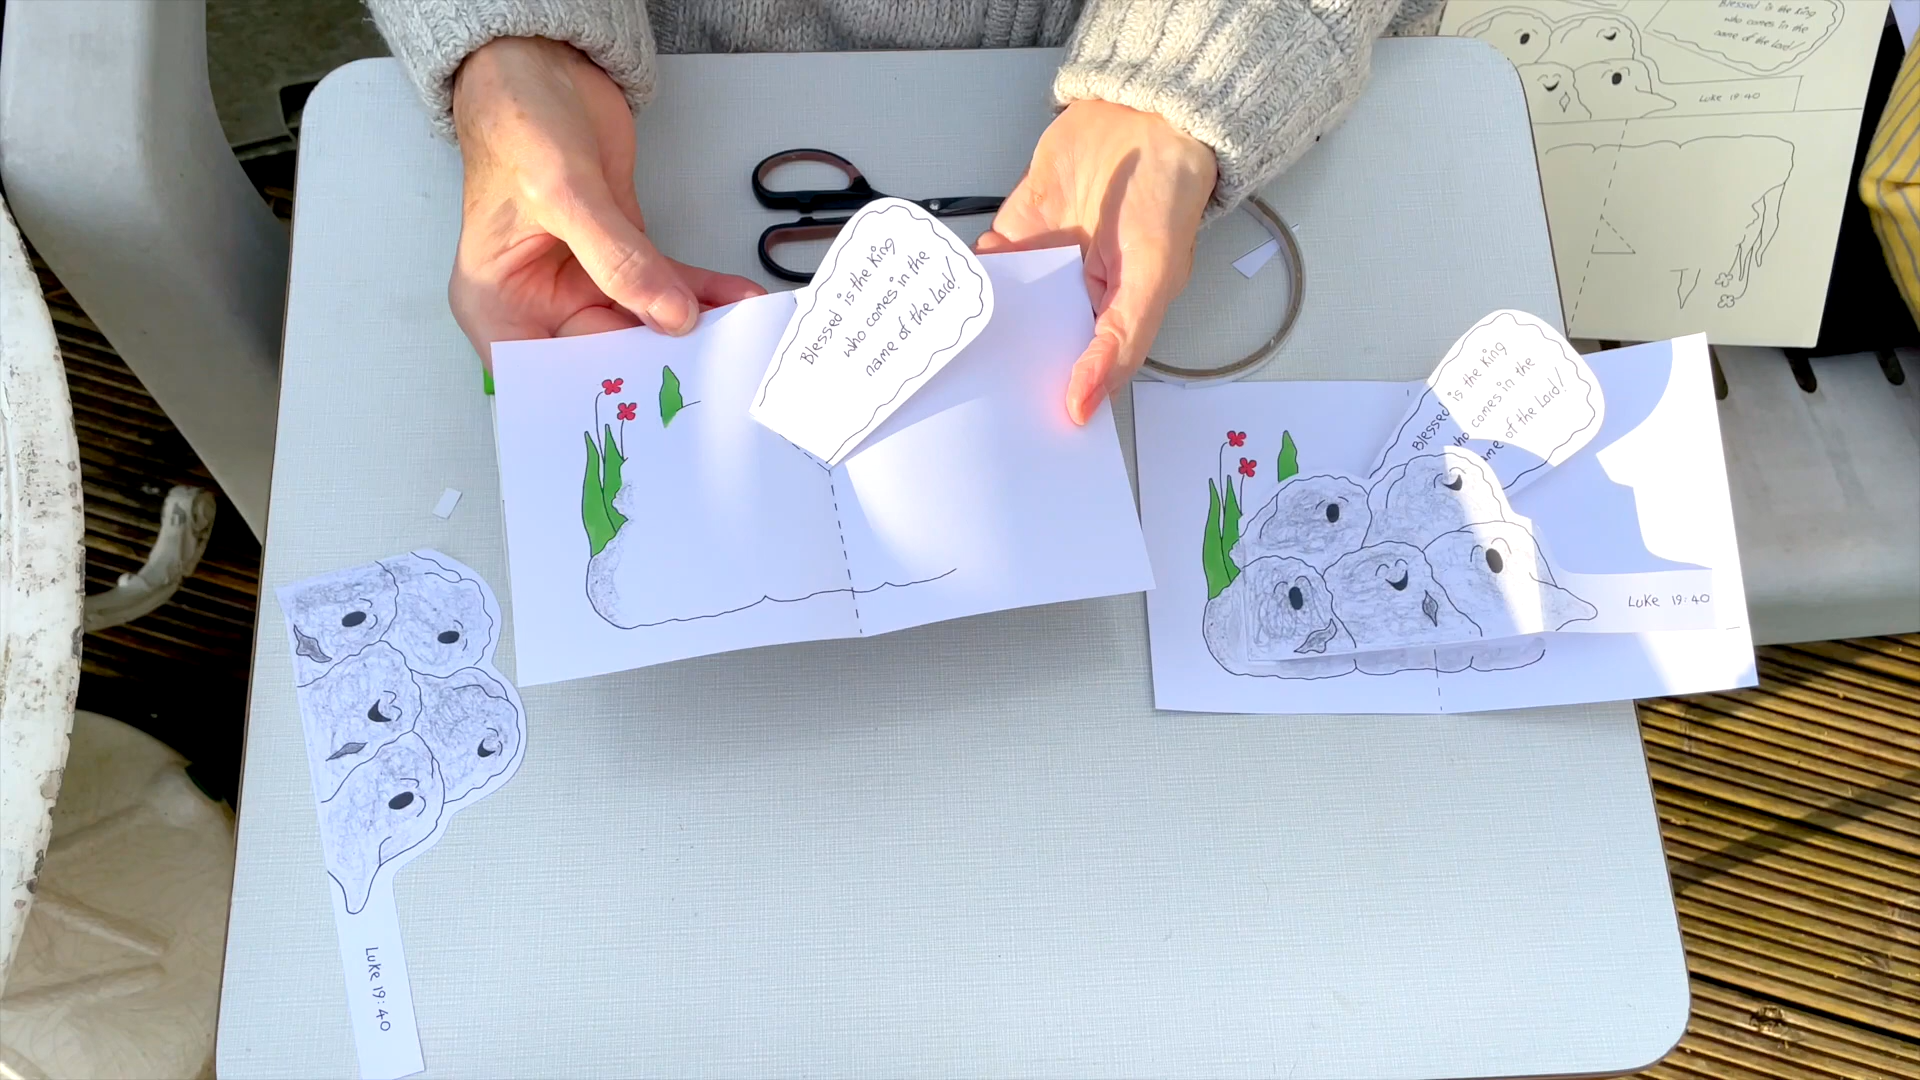 Blessed is the King
who comes in the
name of the Lord!
Blessed is the King
who comes in the
name of the Lord!
Luke 19:40
Blessed is the King
who comes in the
name of the Lord!
Luke 19:40
Luke 19:40